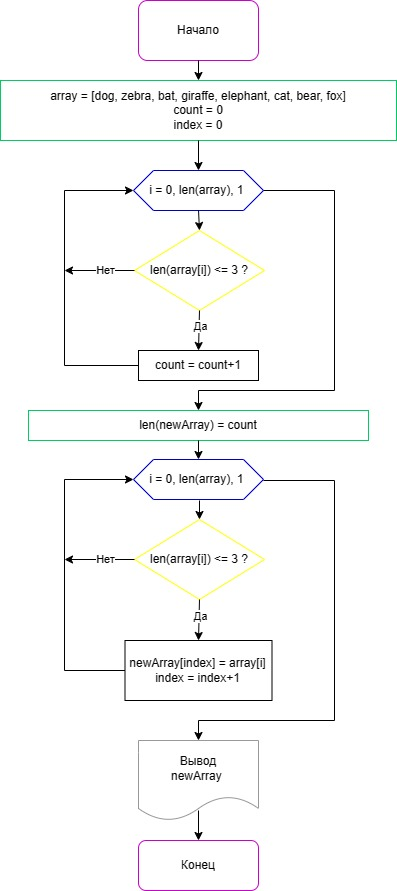 Начало
array = [dog, zebra, bat, giraffe, elephant, cat, bear, fox]
count = 0
index = 0
i = 0, len(array), 1
len(array[i]) <= 3 ?
Нет
Да
count = count+1
len(newArray) = count
i = 0, len(array), 1
len(array[i]) <= 3 ?
Нет
Да
newArray[index] = array[i]
index = index+1
Вывод
newArray
Конец